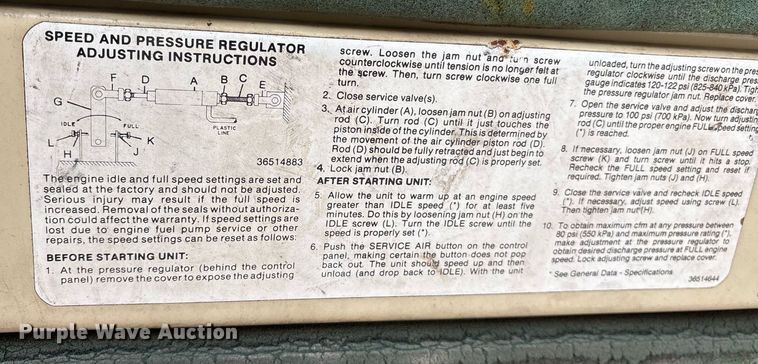 SPEED AND PRESSURE REGULATOR
ADJUSTING INSTRUCTIONS
F D A B C E
G
IDLE FULL
L K
H J
PLASTIC
LINE
36514883
The engine idle and full speed settings are set and
sealed at the factory and should not be adjusted.
Serious injury may result if the full speed is
increased. Removal of the seals without authoriza-
tion could affect the warranty. If speed settings are
lost due to engine fuel pump service or other
repairs, the speed settings can be reset as follows:
BEFORE STARTING UNIT:
1. At the pressure regulator (behind the control
panel) remove the cover to expose the adjusting
screw. Loosen the jam nut and turn screw
counterclockwise until tension is no longer felt at
the screw. Then, turn screw clockwise one full
turn.
2. Close service valve(s).
3. At air cylinder (A), loosen jam nut (B) on adjusting
rod (C). Turn rod (C) until it just touches the
piston inside of the cylinder. This is determined by
the movement of the air cylinder piston rod (D).
Rod (D) should be fully retracted and just begin to
extend when the adjusting rod (C) is properly set.
4. Lock jam nut (B).
AFTER STARTING UNIT:
5. Allow the unit to warm up at an engine speed
greater than IDLE speed (*) for at least five
minutes. Do this by loosening jam nut (H) on the
IDLE screw (L). Turn the IDLE screw until the
speed is properly set (*).
6. Push the SERVICE AIR button on the control
panel, making certain the button does not pop
back out. The unit should speed up and then
unload (and drop back to IDLE). With the unit
unloaded, turn the adjusting screw on the pres
regulator clockwise until the discharge pres
gauge indicates 120-122 psi (825-840 kPa). Tigh
the pressure regulator jam nut. Replace cover.
7. Open the service valve and adjust the dischar
pressure to 100 psi (700 kPa). Now turn adjustin
rod (C) until the proper engine FULL speed setting
(*) is reached.
8. If necessary, loosen jam nut (J) on FULL speed
screw (K) and turn screw until it hits a stop.
Recheck the FULL speed setting and reset if
required. Tighten jam nuts (J) and (H).
9. Close the service valve and recheck IDLE speed
(*). If necessary, adjust speed using screw (L).
Then tighten jam nut (H).
10. To obtain maximum cfm at any pressure between
80 psi (550 kPa) and maximum pressure rating (*),
make adjustment at the pressure regulator to
obtain desired discharge pressure at FULL engine
speed. Lock adjusting screw and replace cover.
* See General Data - Specifications
36514644
Purple Wave Auction